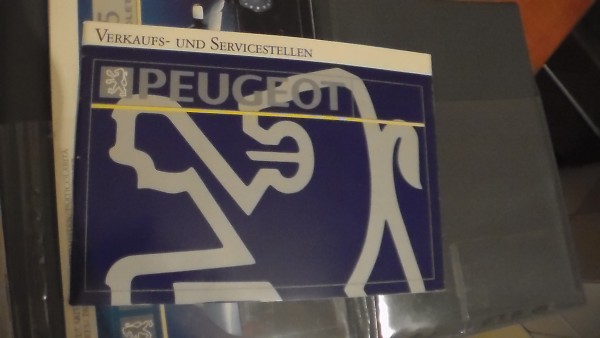 VERKAUFS- UND SERVICESTELLEN
PEUGEOT